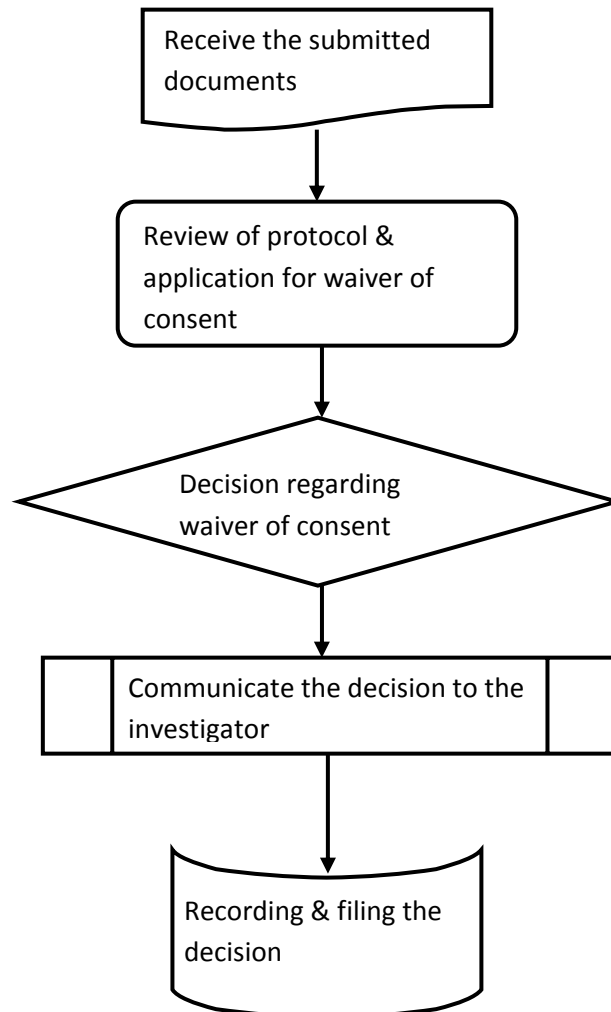 Receive the submitted
documents
Review of protocol &
application for waiver of
consent
Decision regarding
waiver of consent
Communicate the decision to the
investigator
Recording & filing the
decision